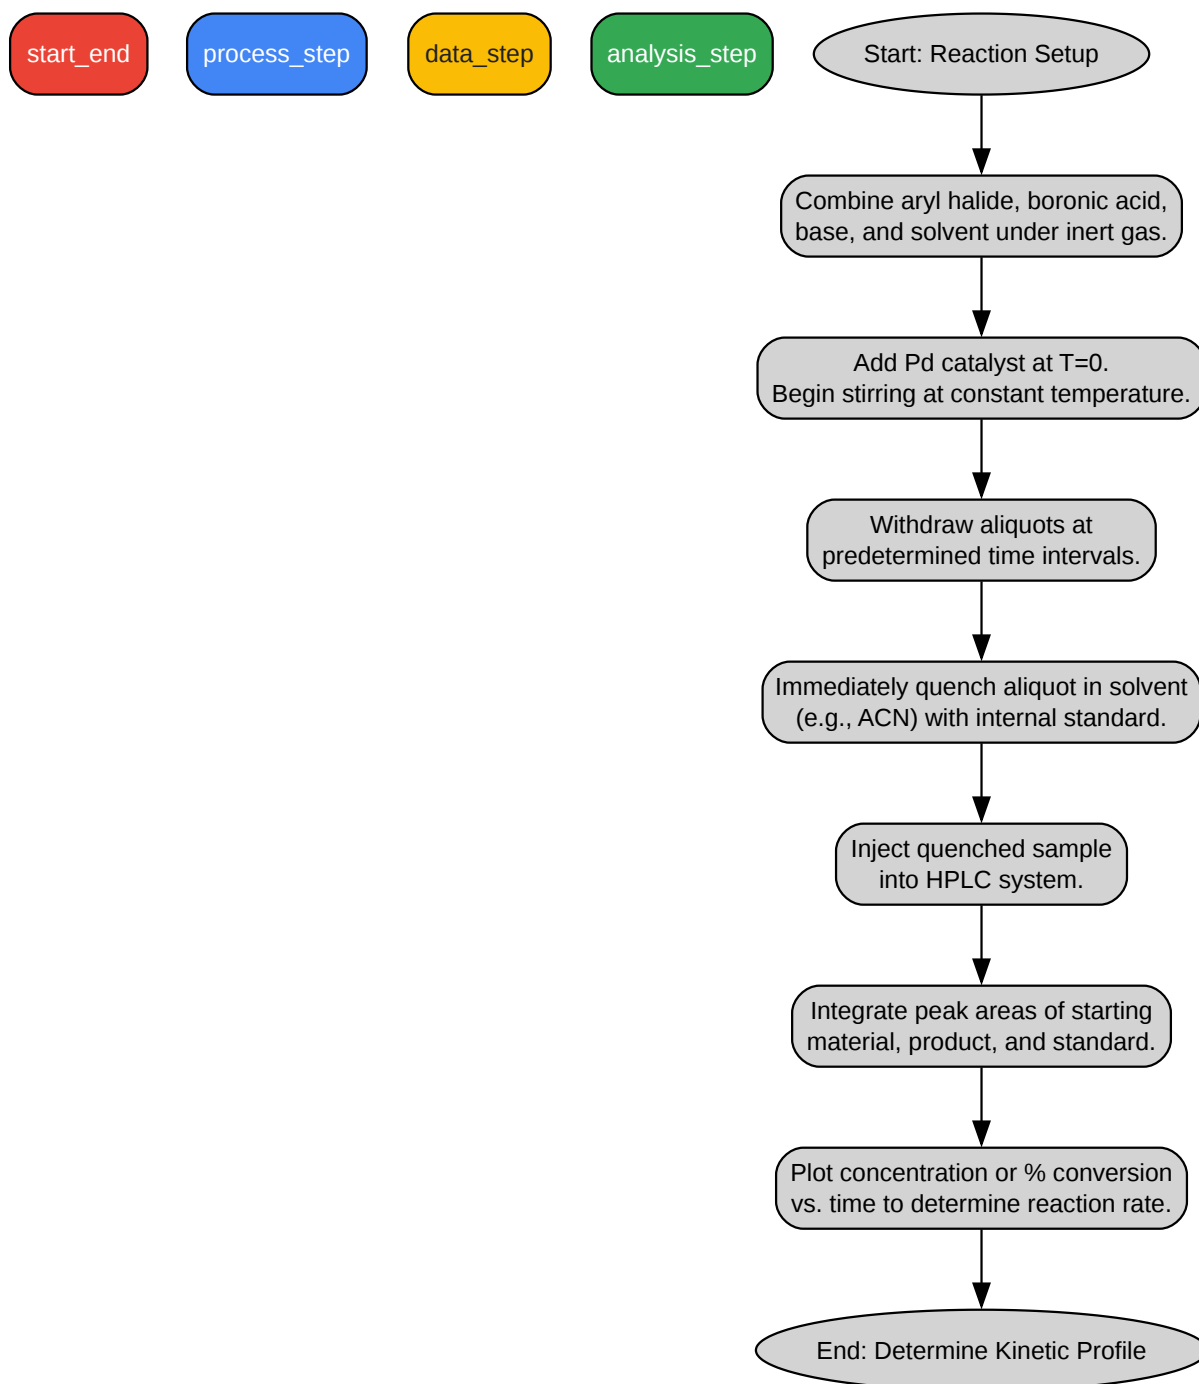 start_end
process_step
data_step
analysis_step
Start: Reaction Setup
Combine aryl halide, boronic acid,
base, and solvent under inert gas.
Add Pd catalyst at T=0.
Begin stirring at constant temperature.
Withdraw aliquots at
predetermined time intervals.
Immediately quench aliquot in solvent
(e.g., ACN) with internal standard.
Inject quenched sample
into HPLC system.
Integrate peak areas of starting
material, product, and standard.
Plot concentration or % conversion
vs. time to determine reaction rate.
End: Determine Kinetic Profile